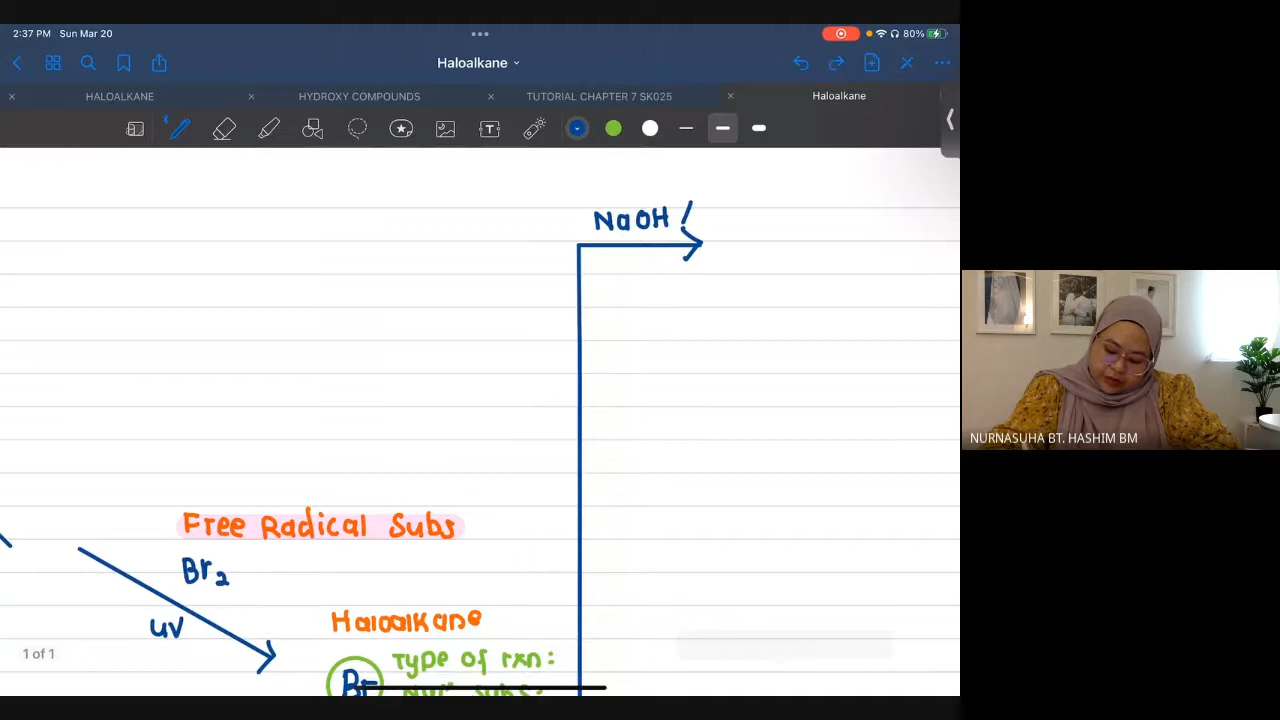 2:37 PM Sun Mar 20
80%
Haloalkane
HALOALKANE
HYDROXY COMPOUNDS
TUTORIAL CHAPTER 7 SK025
Haloalkane
NaOH /
Free Radical Subs
Br2
uv
Haloalkane
Type of rxn:
Br
1 of 1
NURNASUHA BT. HASHIM BM